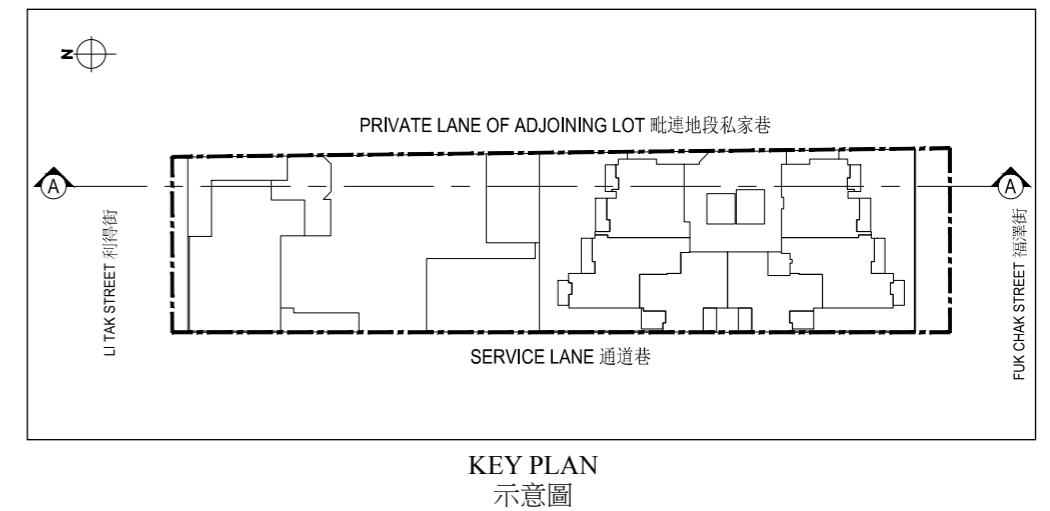 N
PRIVATE LANE OF ADJOINING LOT 毗連地段私家巷
A
A
LI TAK STREET 利得街
FUK CHAK STREET 福澤街
SERVICE LANE 通道巷
KEY PLAN
示意圖